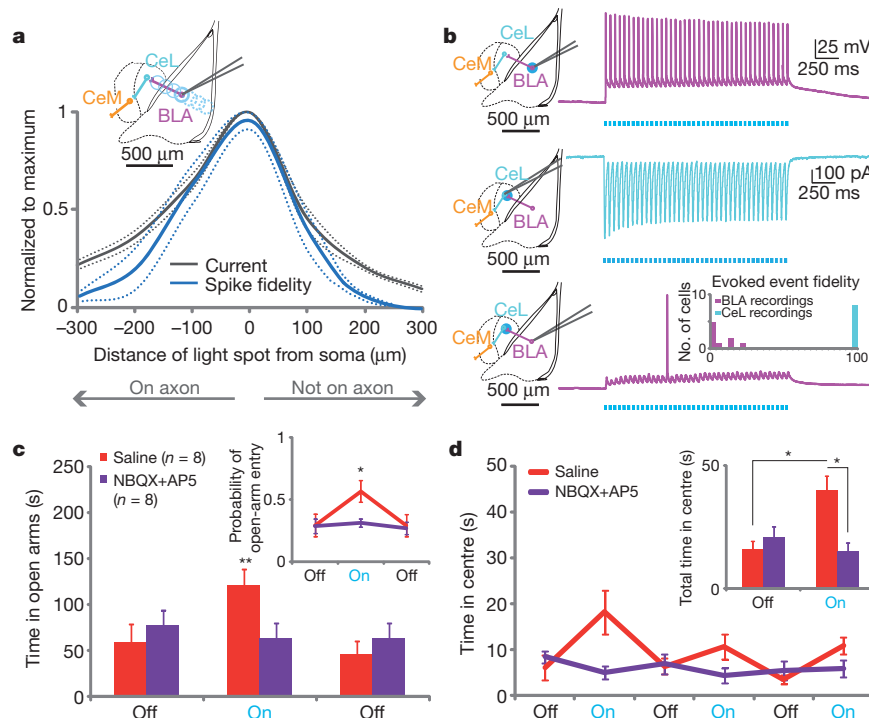 a
CeL
CeM
BLA
500 μm
1
0.5
0
Normalized to maximum
Current
Spike fidelity
−300
−200
−100
0
100
200
300
Distance of light spot from soma (μm)
On axon
Not on axon
b
CeL
CeM
BLA
500 μm
25 mV
250 ms
CeL
CeM
BLA
500 μm
100 pA
250 ms
CeL
CeM
BLA
500 μm
Evoked event fidelity
BLA recordings
CeL recordings
No. of cells
10
0
0
100
c
Saline (n = 8)
NBQX+AP5
(n = 8)
Time in open arms (s)
250
200
150
100
50
0
Off
On
Off
**
Probability of
open-arm entry
1
0.5
0
*
Off
On
Off
d
Saline
NBQX+AP5
Time in centre (s)
50
40
30
20
10
0
Off
On
Off
On
Off
On
Total time in centre (s)
50
0
*
*
Off
On